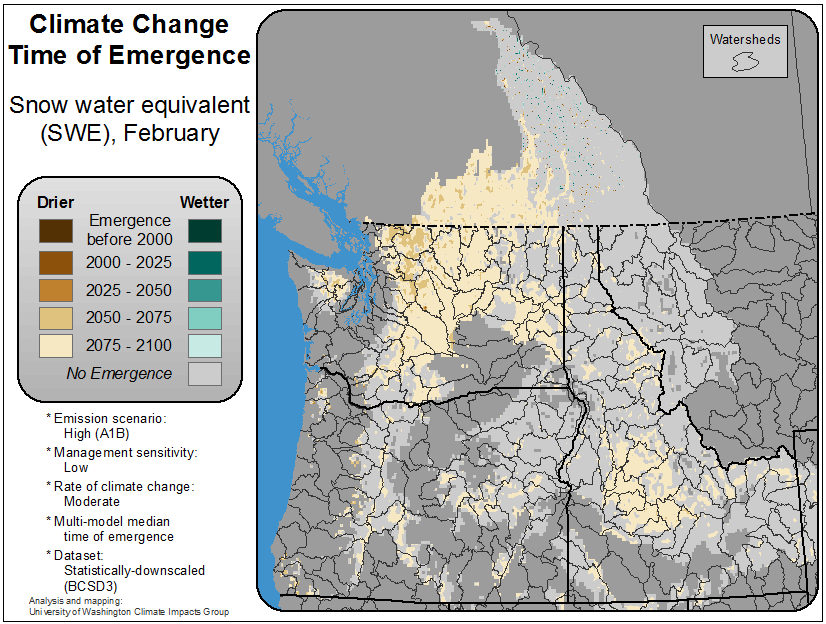 Climate Change
Time of Emergence
Snow water equivalent
(SWE), February
Drier
Wetter
Emergence
before 2000
2000 - 2025
2025 - 2050
2050 - 2075
2075 - 2100
No Emergence
* Emission scenario:
High (A1B)
* Management sensitivity:
Low
* Rate of climate change:
Moderate
* Multi-model median
time of emergence
* Dataset:
Statistically-downscaled
(BCSD3)
Analysis and mapping:
University of Washington Climate Impacts Group
Watersheds